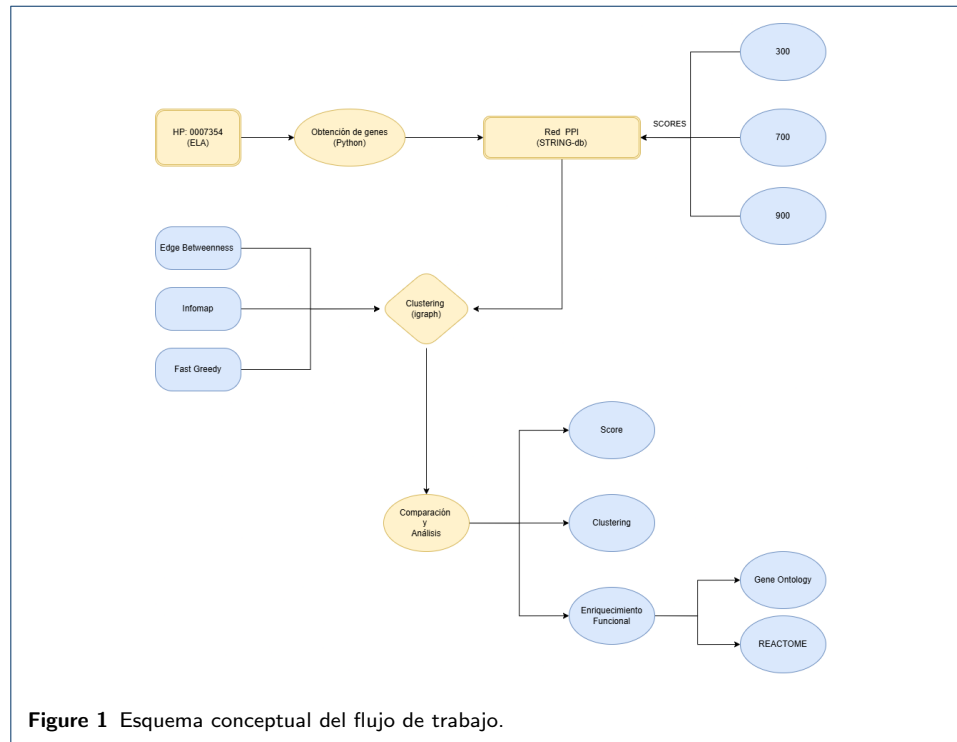 300
HP: 0007354
(ELA)
Obtención de genes
(Python)
Red PPI
(STRING-db)
SCORES
700
900
Edge Betweenness
Infomap
Fast Greedy
Clustering
(igraph)
Score
Comparación
y
Análisis
Clustering
Enriquecimiento
Funcional
Gene Ontology
REACTOME
Figure 1 Esquema conceptual del flujo de trabajo.